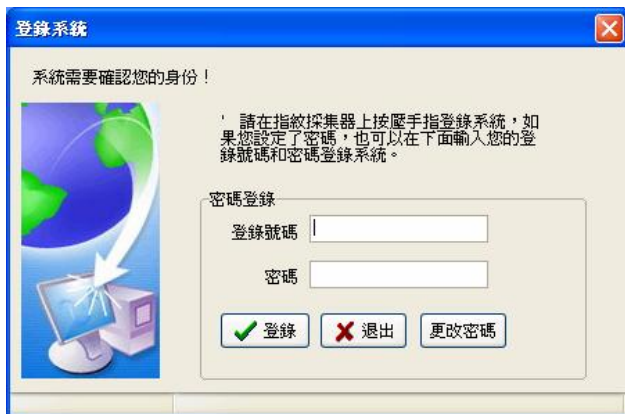 登錄系統
系統需要確認您的身份！
' 請在指紋採集器上按壓手指登錄系統，如
果您設定了密碼，也可以在下面輸入您的登
錄號碼和密碼登錄系統。
密碼登錄
登錄號碼
密碼
登錄 退出 更改密碼